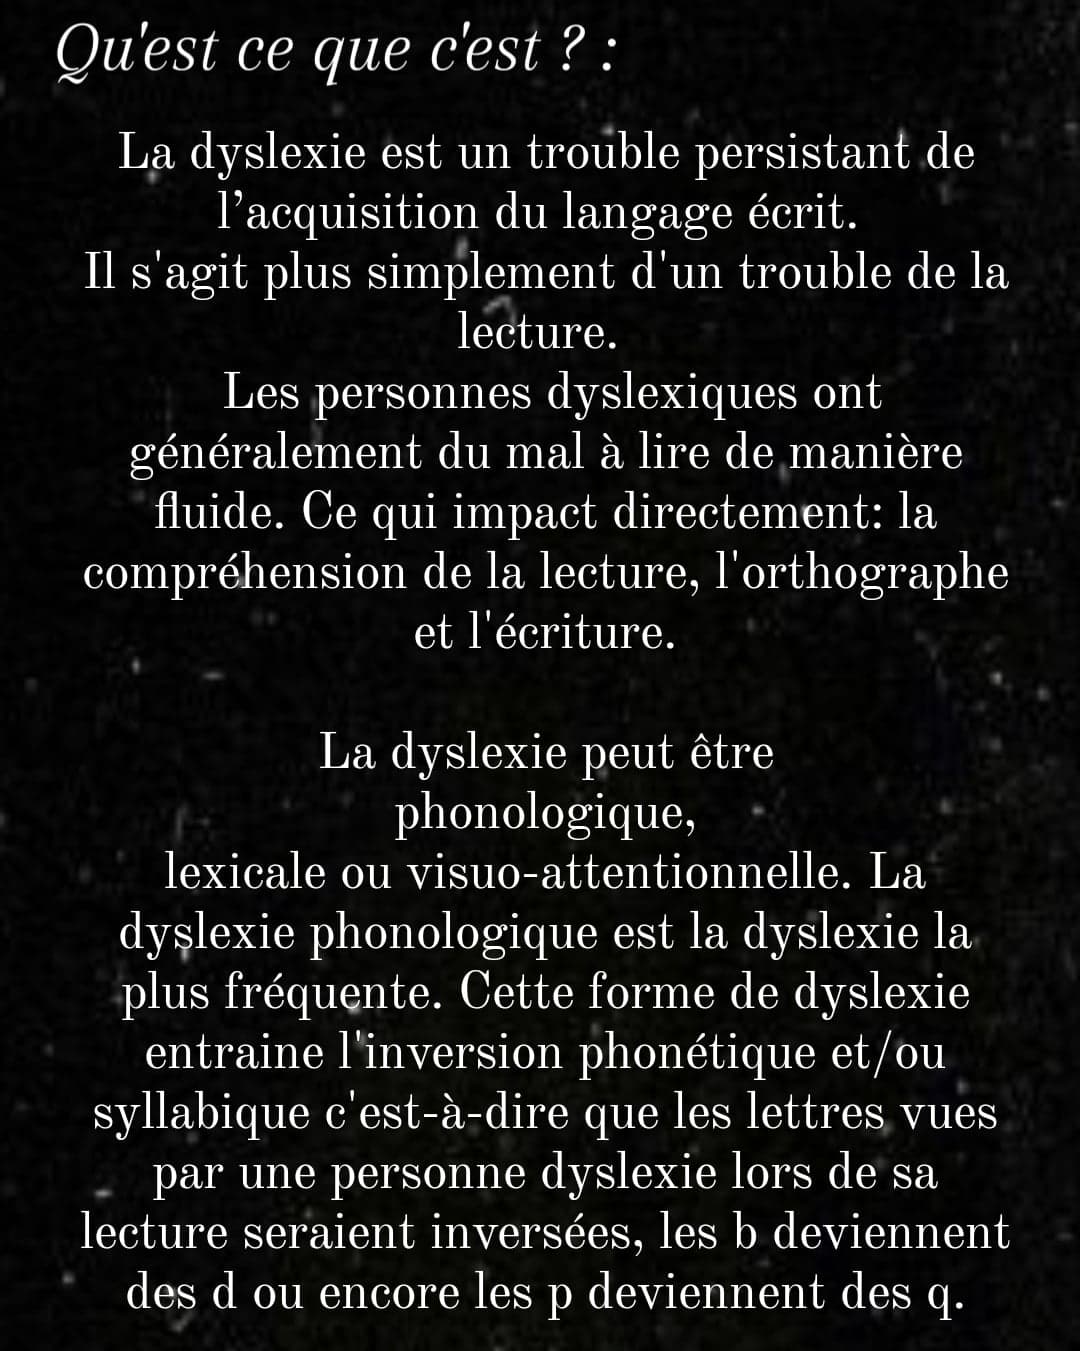 Qu'est ce que c'est ? :
La dyslexie est un trouble persistant de
l’acquisition du langage écrit.
Il s'agit plus simplement d'un trouble de la
lecture.
Les personnes dyslexiques ont
généralement du mal à lire de manière
fluide. Ce qui impact directement: la
compréhension de la lecture, l'orthographe
et l'écriture.
La dyslexie peut être
phonologique,
lexicale ou visuo-attentionnelle. La
dyslexie phonologique est la dyslexie la
plus fréquente. Cette forme de dyslexie
entraine l'inversion phonétique et/ou
syllabique c'est-à-dire que les lettres vues
par une personne dyslexie lors de sa
lecture seraient inversées, les b deviennent
des d ou encore les p deviennent des q.